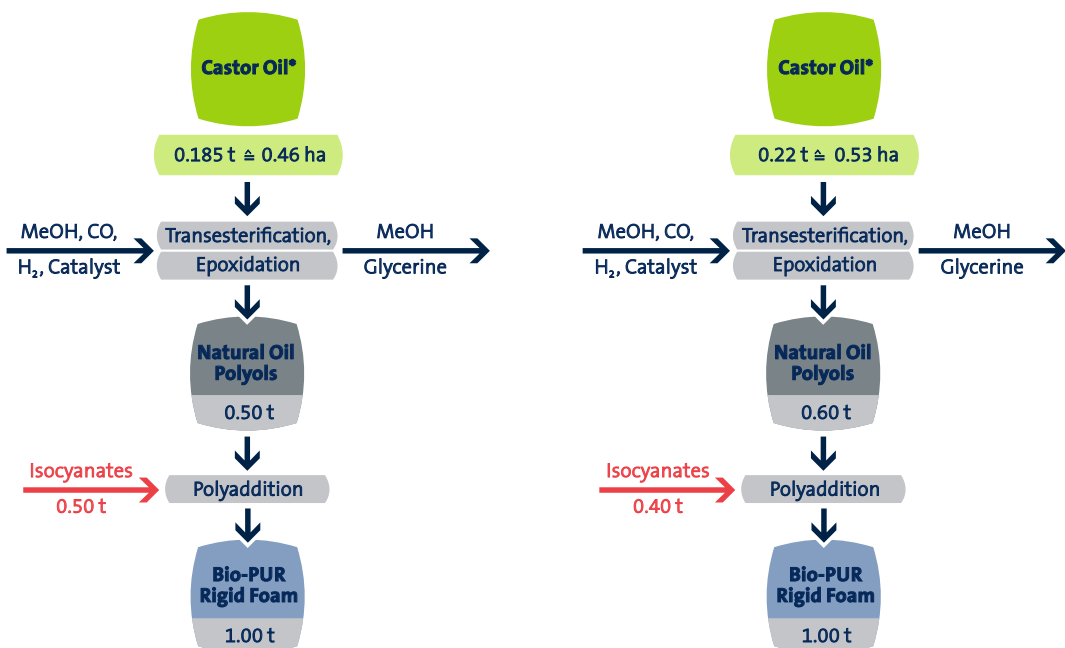 Castor Oil*
0.185 t ≙ 0.46 ha
MeOH, CO,
H₂, Catalyst
Transesterification,
Epoxidation
MeOH
Glycerine
Natural Oil
Polyols
0.50 t
Isocyanates
0.50 t
Polyaddition
Bio-PUR
Rigid Foam
1.00 t
Castor Oil*
0.22 t ≙ 0.53 ha
MeOH, CO,
H₂, Catalyst
Transesterification,
Epoxidation
MeOH
Glycerine
Natural Oil
Polyols
0.60 t
Isocyanates
0.40 t
Polyaddition
Bio-PUR
Rigid Foam
1.00 t